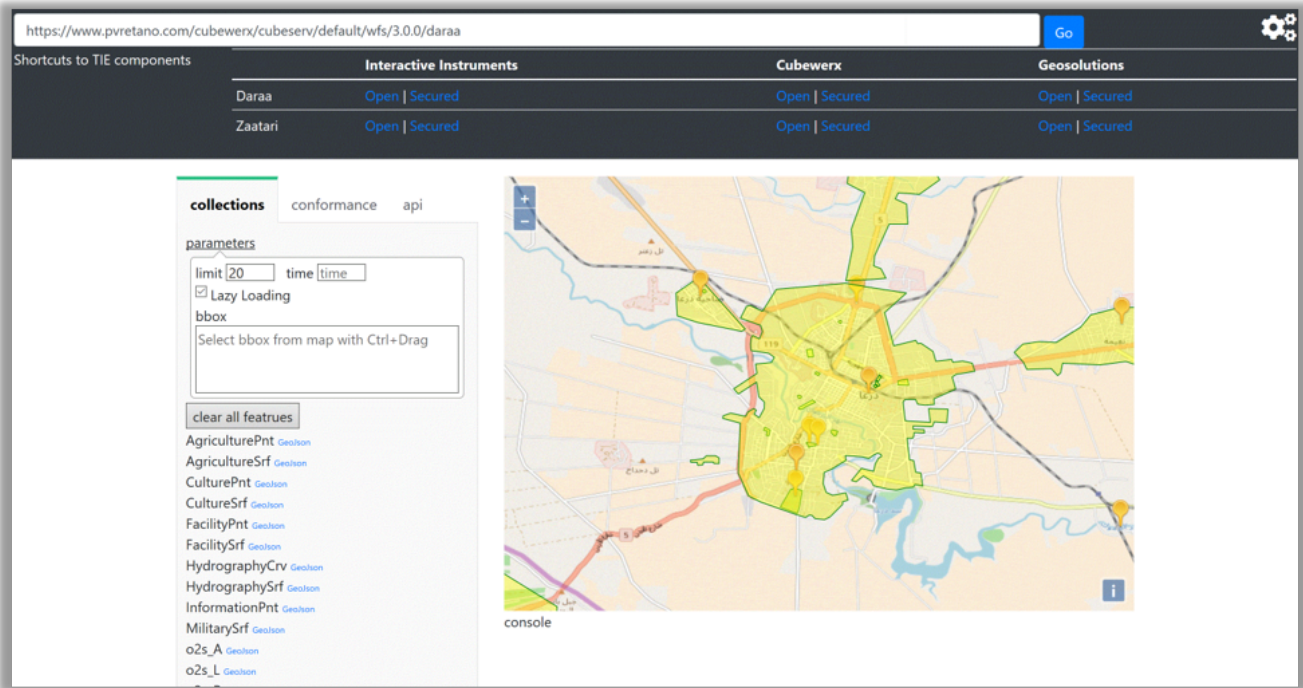 https://www.pvretano.com/cubewerx/cubeserv/default/wfs/3.0.0/daraa
Go
Shortcuts to TIE components
Interactive Instruments Cubewerx Geosolutions
Daraa Open | Secured Open | Secured Open | Secured
Zaatari Open | Secured Open | Secured Open | Secured
collections conformance api
parameters
limit 20 time time
Lazy Loading
bbox
Select bbox from map with Ctrl+Drag
clear all featrues
AgriculturePnt GeoJson
AgricultureSrf GeoJson
CulturePnt GeoJson
CultureSrf GeoJson
FacilityPnt GeoJson
FacilitySrf GeoJson
HydrographyCrv GeoJson
HydrographySrf GeoJson
InformationPnt GeoJson
MilitarySrf GeoJson
o2s_A GeoJson
o2s_L GeoJson
+
−
5
119
درعا
تل دحداح
5
i
console